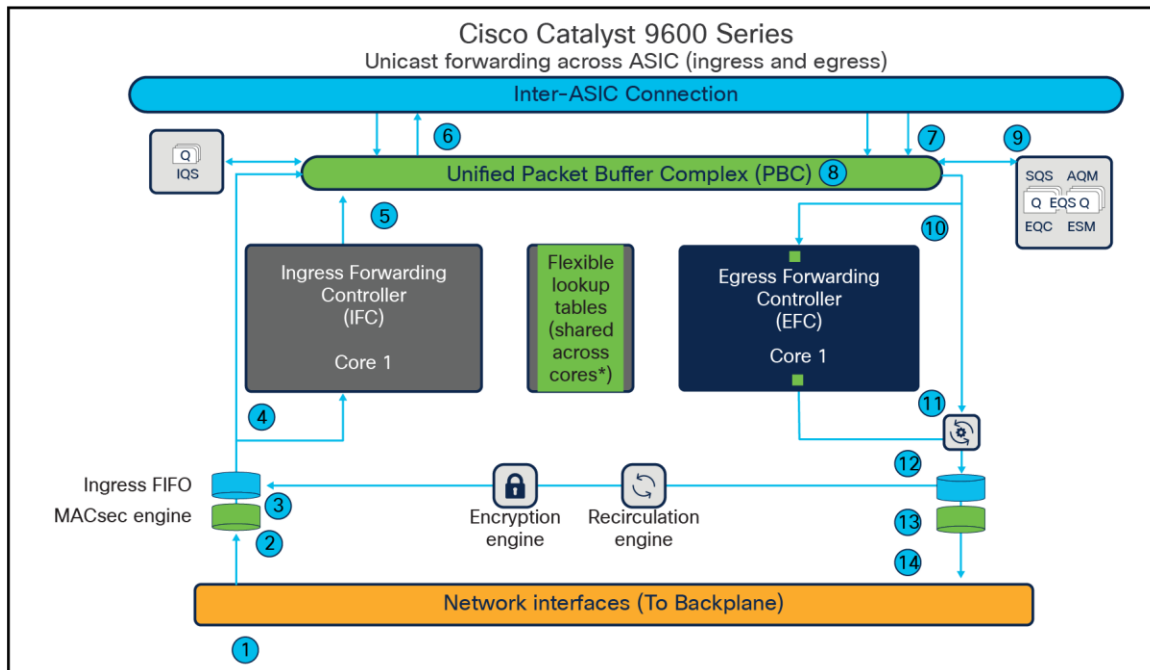 Cisco Catalyst 9600 Series
Unicast forwarding across ASIC (ingress and egress)
Inter-ASIC Connection
6
7
9
Q
IQS
Unified Packet Buffer Complex (PBC)
8
SQS AQM
Q EQS Q
EQC ESM
5
10
Ingress Forwarding
Controller
(IFC)
Core 1
Flexible
lookup
tables
(shared
across
cores*)
Egress Forwarding
Controller
(EFC)
Core 1
4
11
12
Ingress FIFO
3
MACsec engine
2
Encryption
engine
Recirculation
engine
13
14
Network interfaces (To Backplane)
1